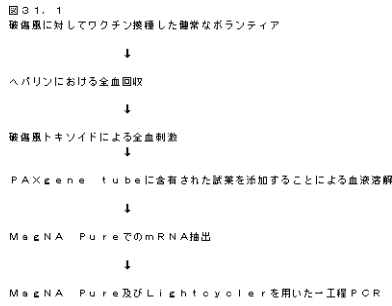 図31.1
破傷風に対してワクチン接種した健常なボランティア
↓
ヘパリンにおける全血回収
↓
破傷風トキソイドによる全血刺激
↓
PAXgene tubeに含有された試薬を添加することによる血液溶解
↓
MagNA PureでのmRNA抽出
↓
MagNA Pure及びLightcyclerを用いた一工程PCR